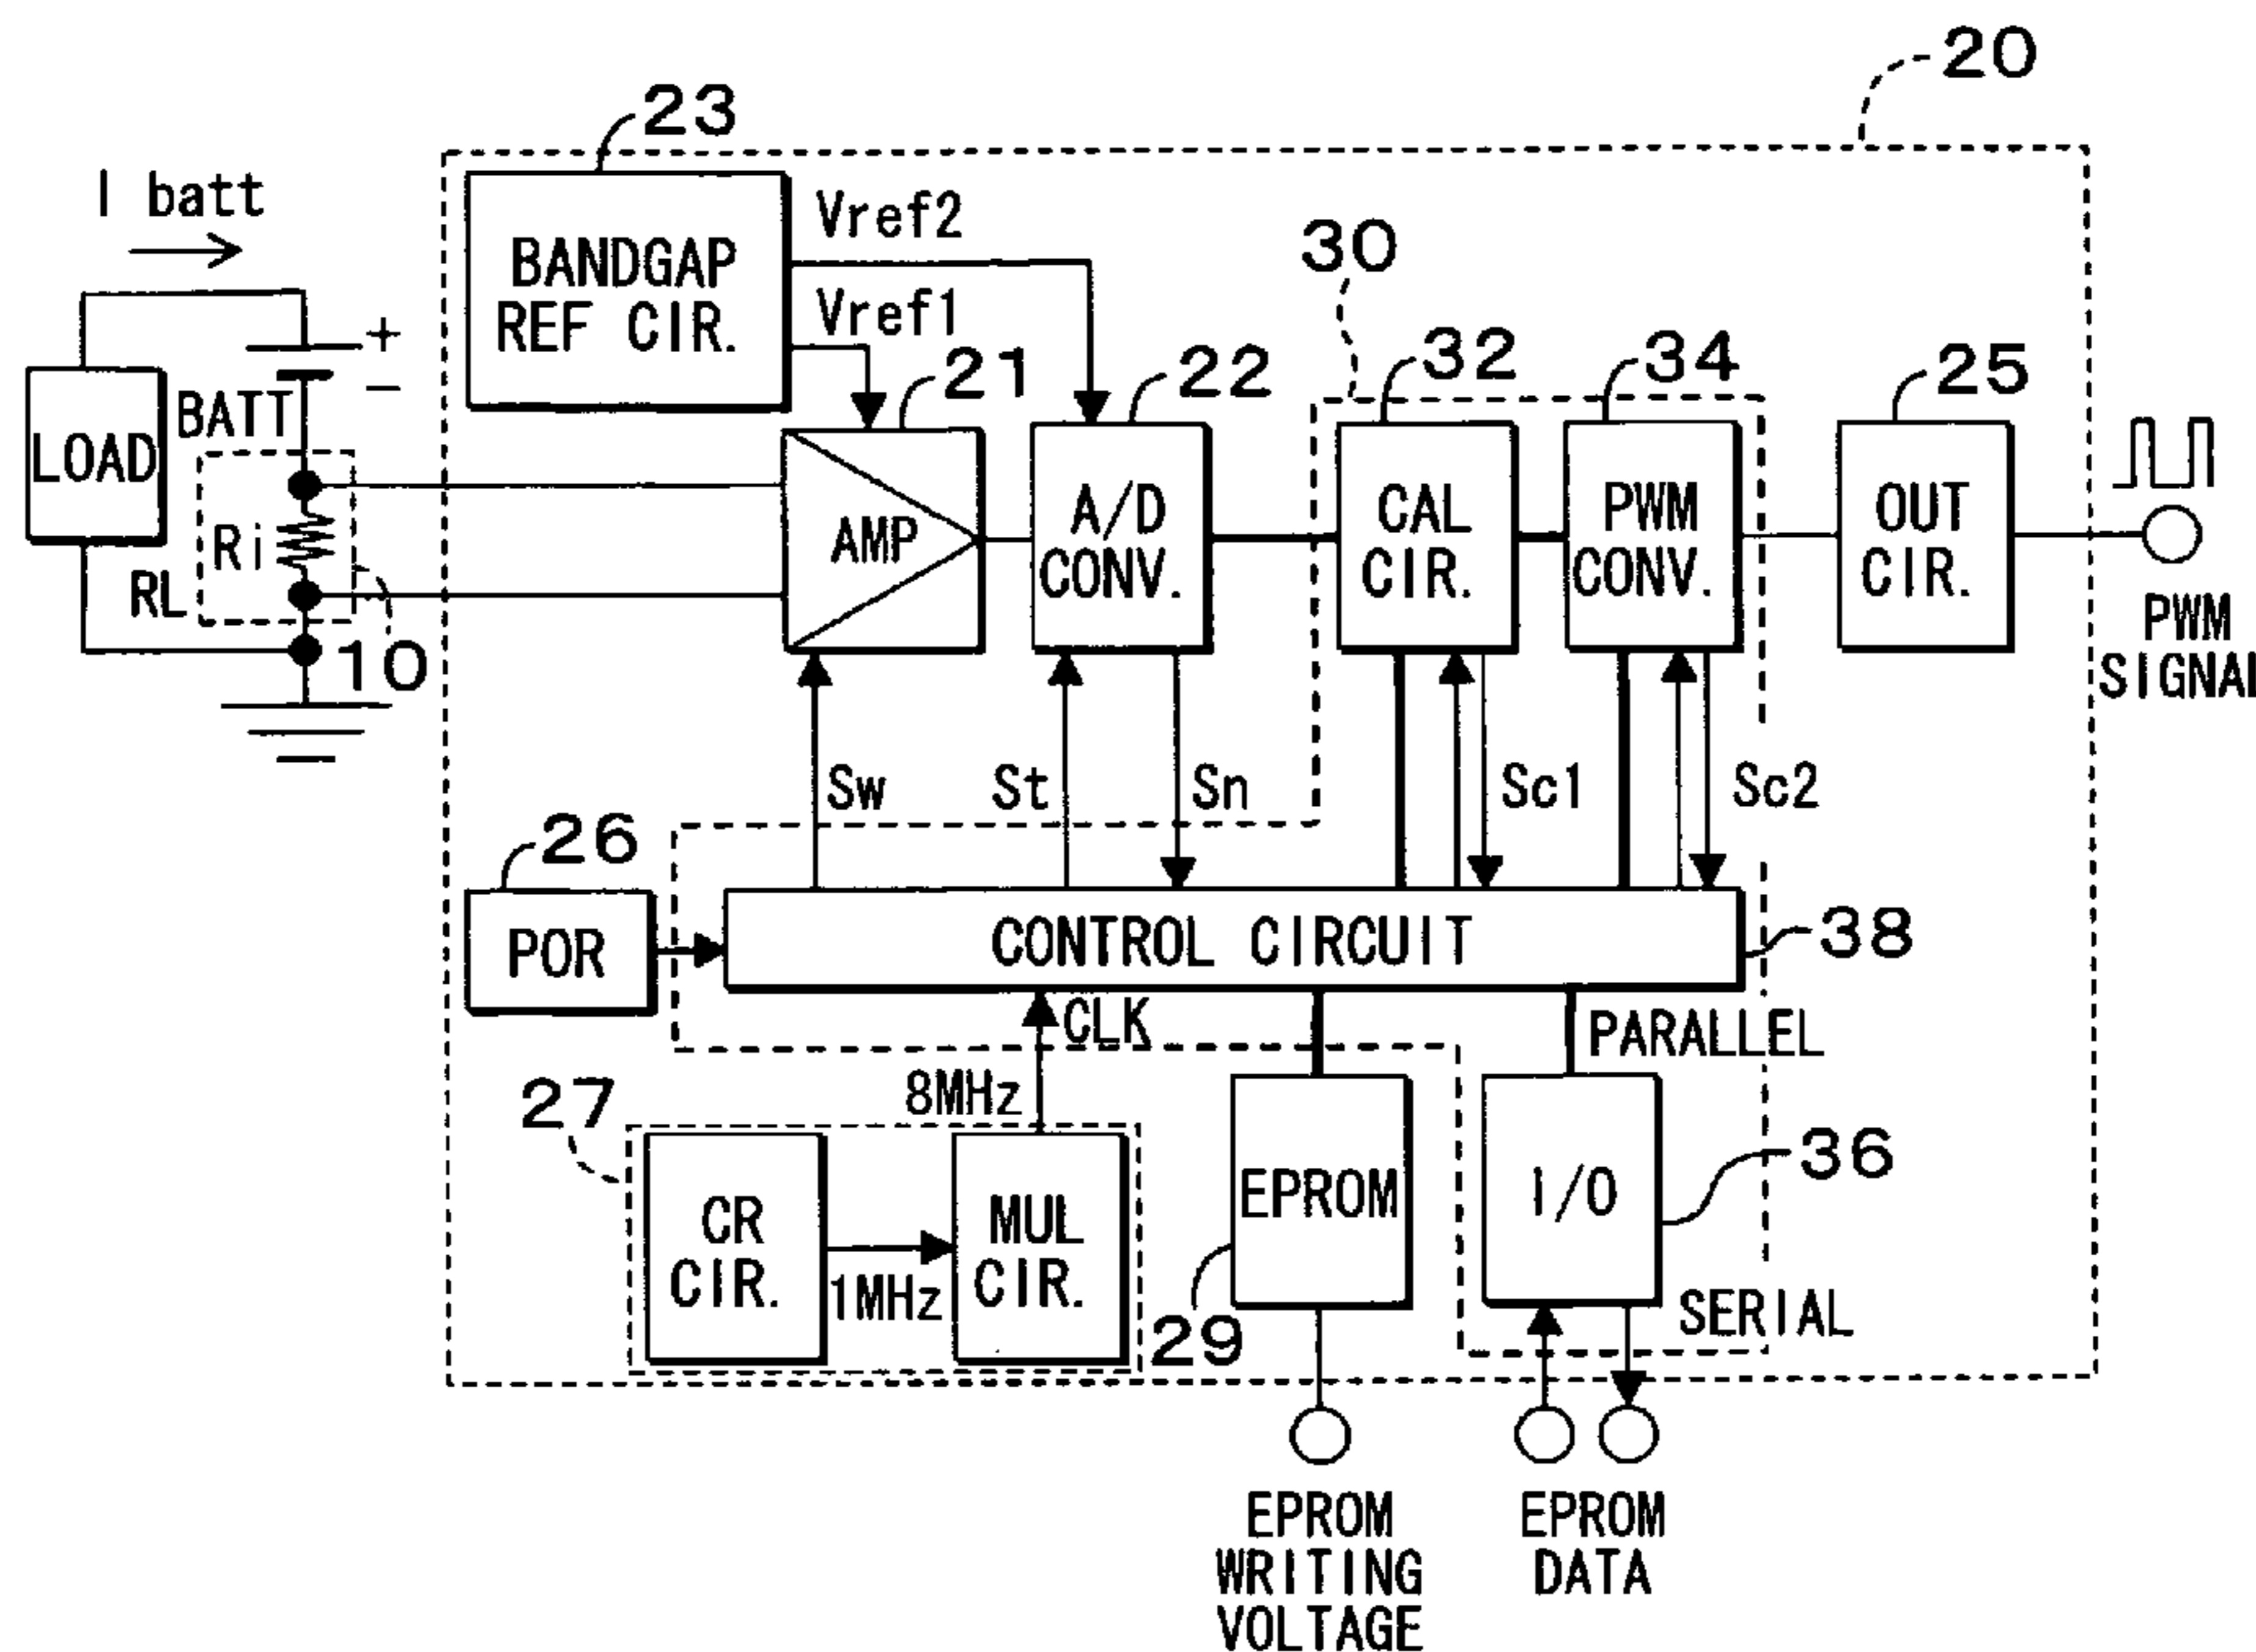 20
23
I batt
Vref2
BANDGAP
REF CIR.
30
Vref1
+
−
32
34
25
21
22
BATT
LOAD
Ri
AMP
A/D
CONV.
CAL
CIR.
PWM
CONV.
OUT
CIR.
RL
10
PWM
SIGNAL
Sw
St
Sn
Sc1
Sc2
26
POR
CONTROL CIRCUIT
38
CLK
PARALLEL
8MHz
27
CR
CIR.
1MHz
MUL
CIR.
EPROM
I/O
36
29
SERIAL
EPROM
WRITING
VOLTAGE
EPROM
DATA